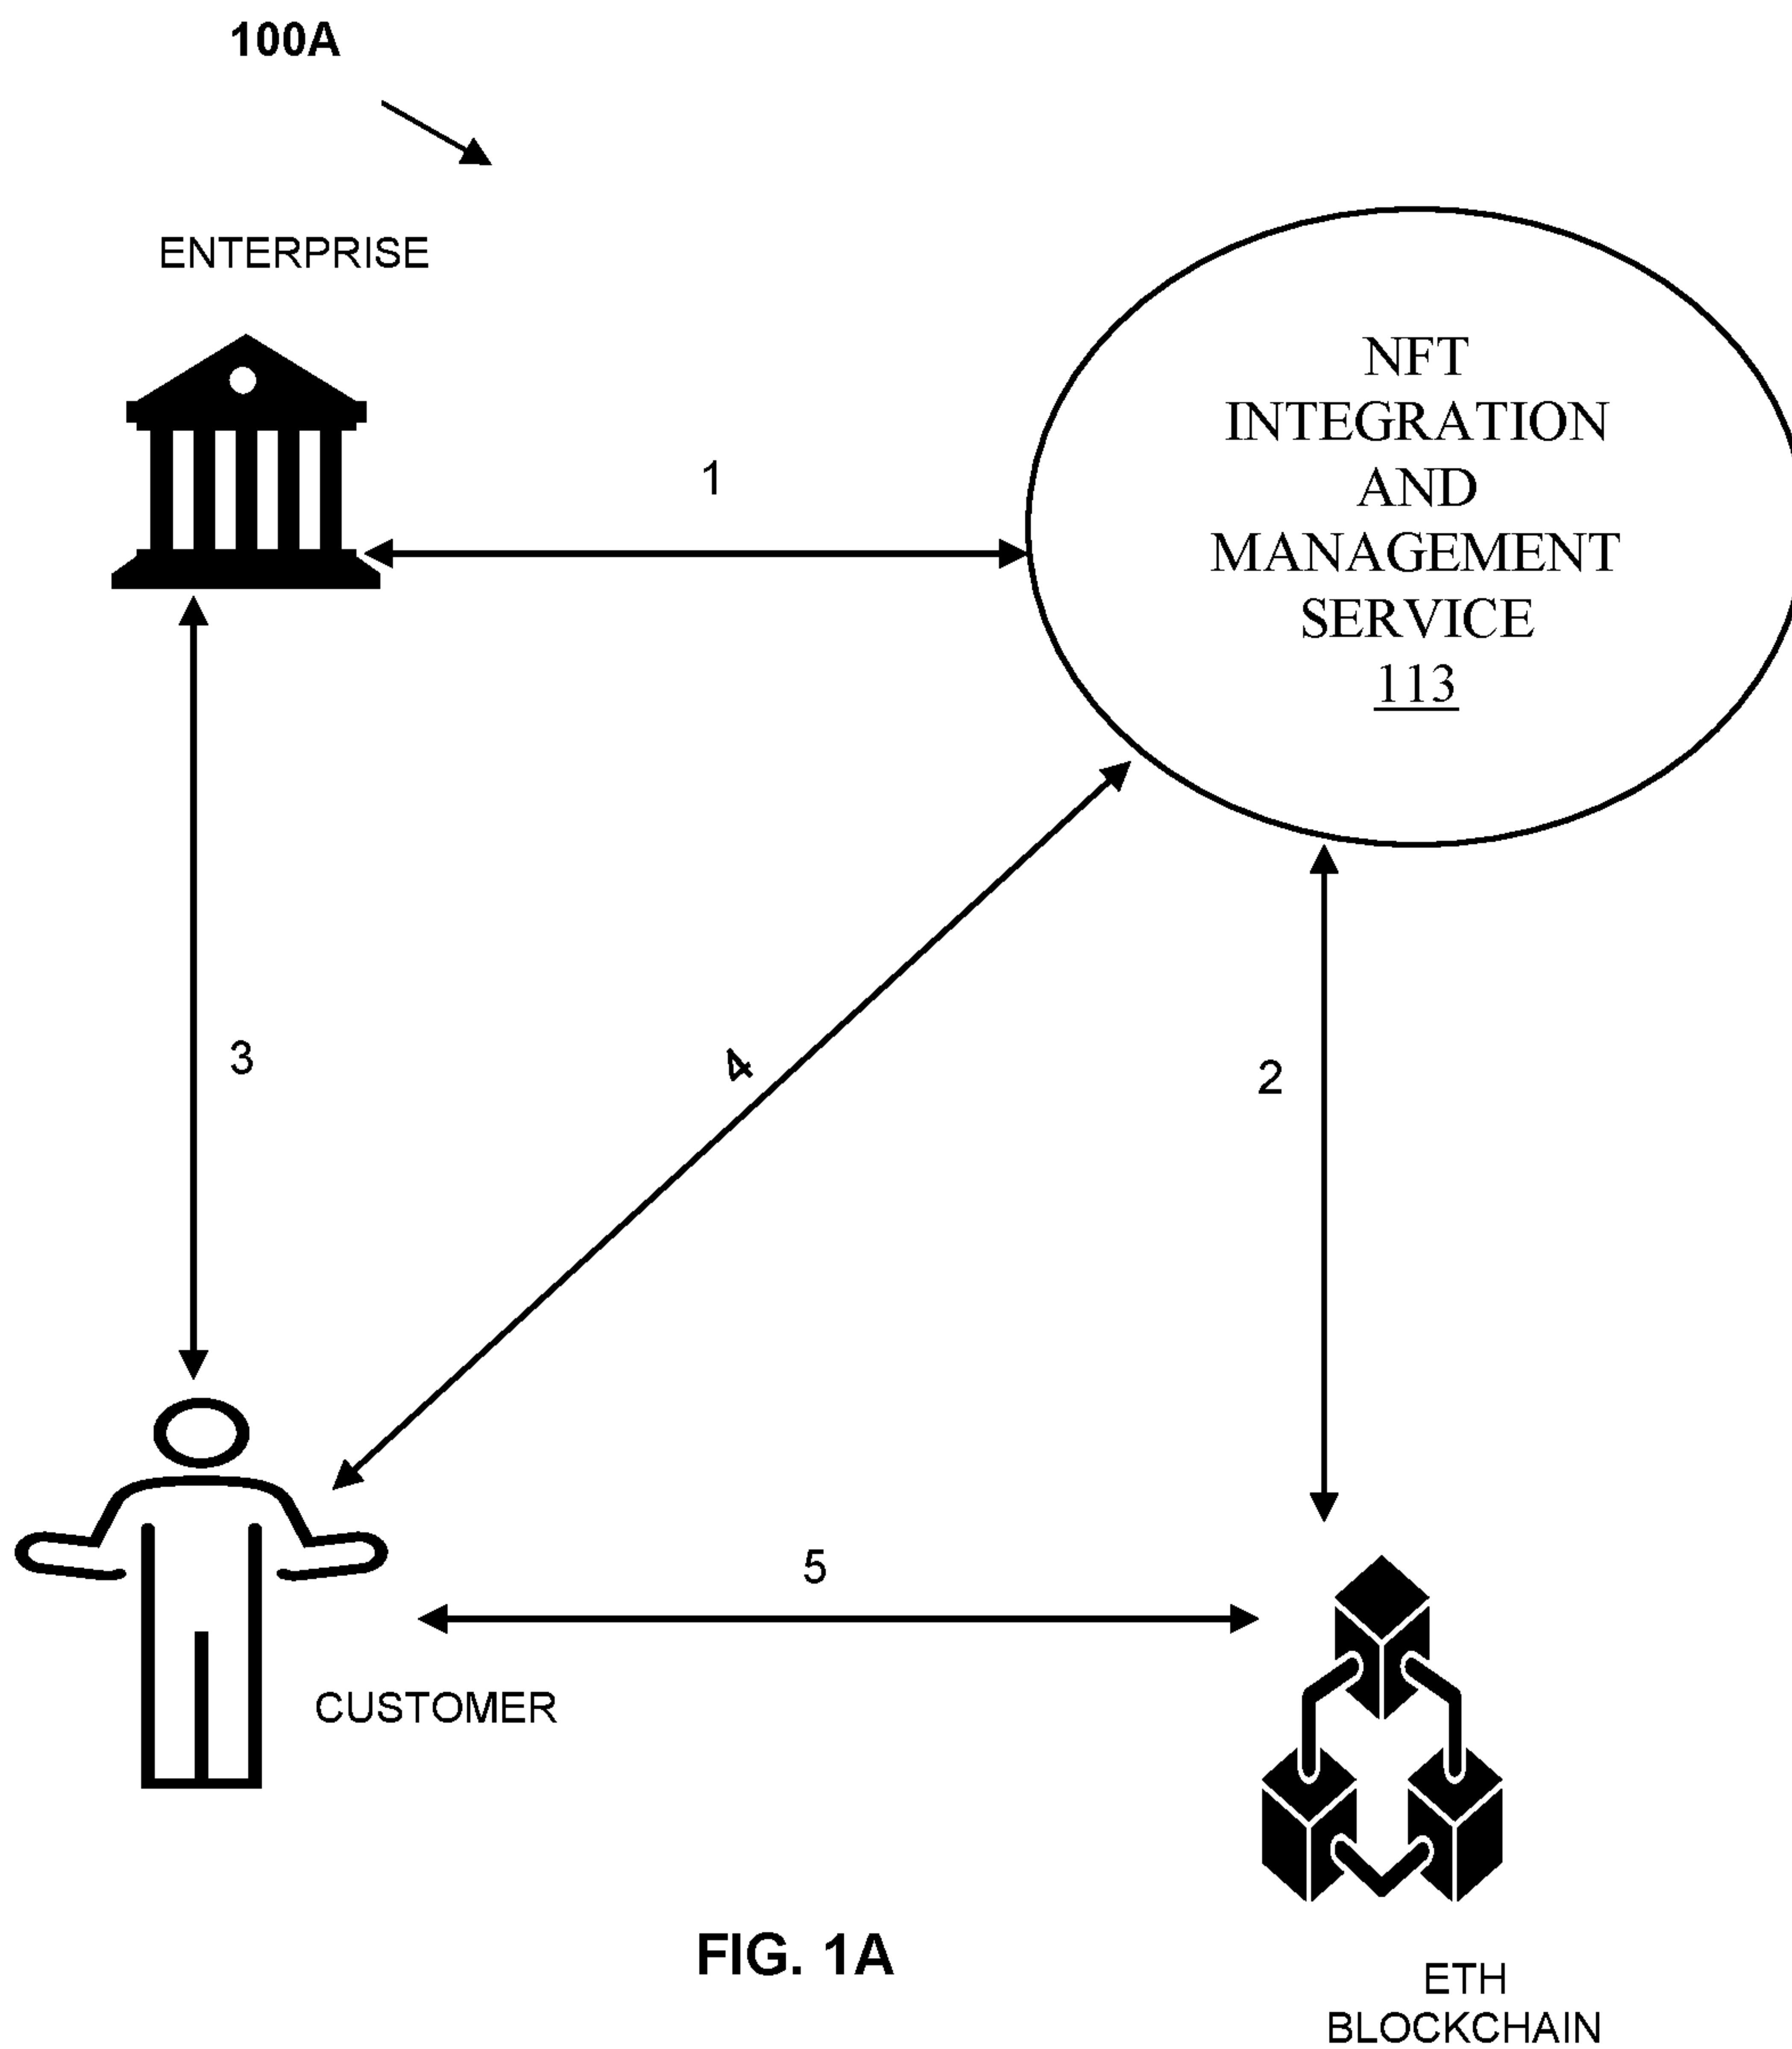 100A
ENTERPRISE
NFT
INTEGRATION
AND
MANAGEMENT
SERVICE
113
1
3
4
2
5
CUSTOMER
FIG. 1A
ETH
BLOCKCHAIN